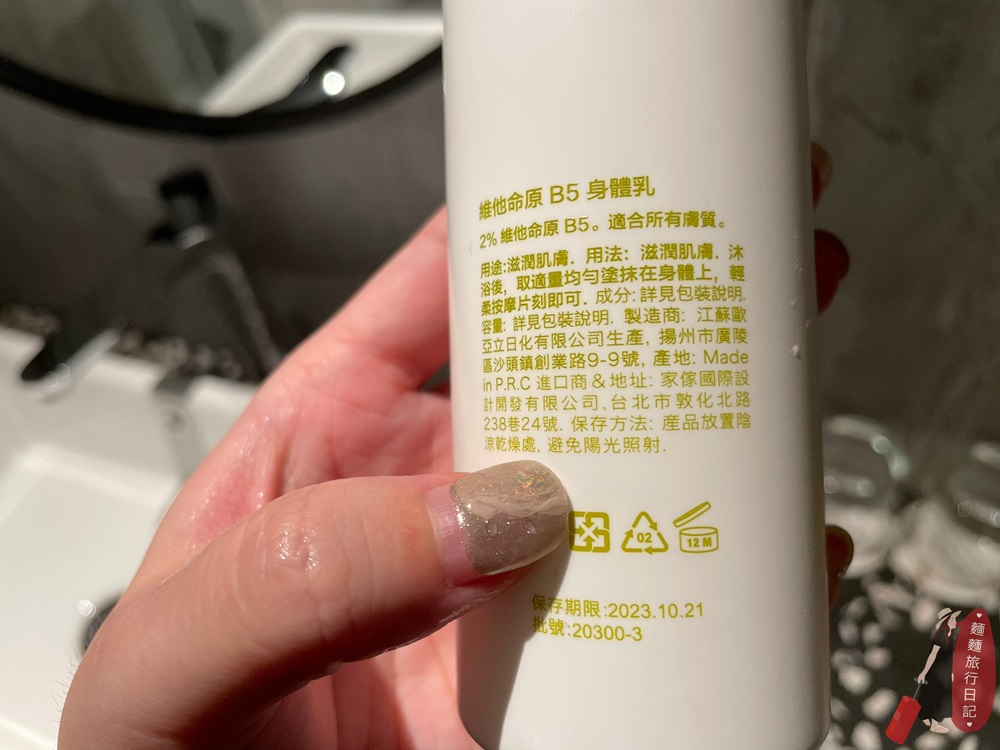 維他命原 B5 身體乳
2% 維他命原 B5。適合所有膚質。
用途:滋潤肌膚. 用法: 滋潤肌膚. 沐
浴後, 取適量均勻塗抹在身體上, 輕
柔按摩片刻即可. 成分: 詳見包裝說明.
容量: 詳見包裝說明. 製造商: 江蘇歐
亞立日化有限公司生產, 揚州市廣陵
區沙頭鎮創業路9-9號, 產地: Made
in P.R.C 進口商&地址: 家傢國際設
計開發有限公司,台北市敦化北路
238巷24號. 保存方法: 產品放置陰
涼乾燥處, 避免陽光照射.
02
12 M
保存期限:2023.10.21
批號:20300-3
麵麵旅行日記